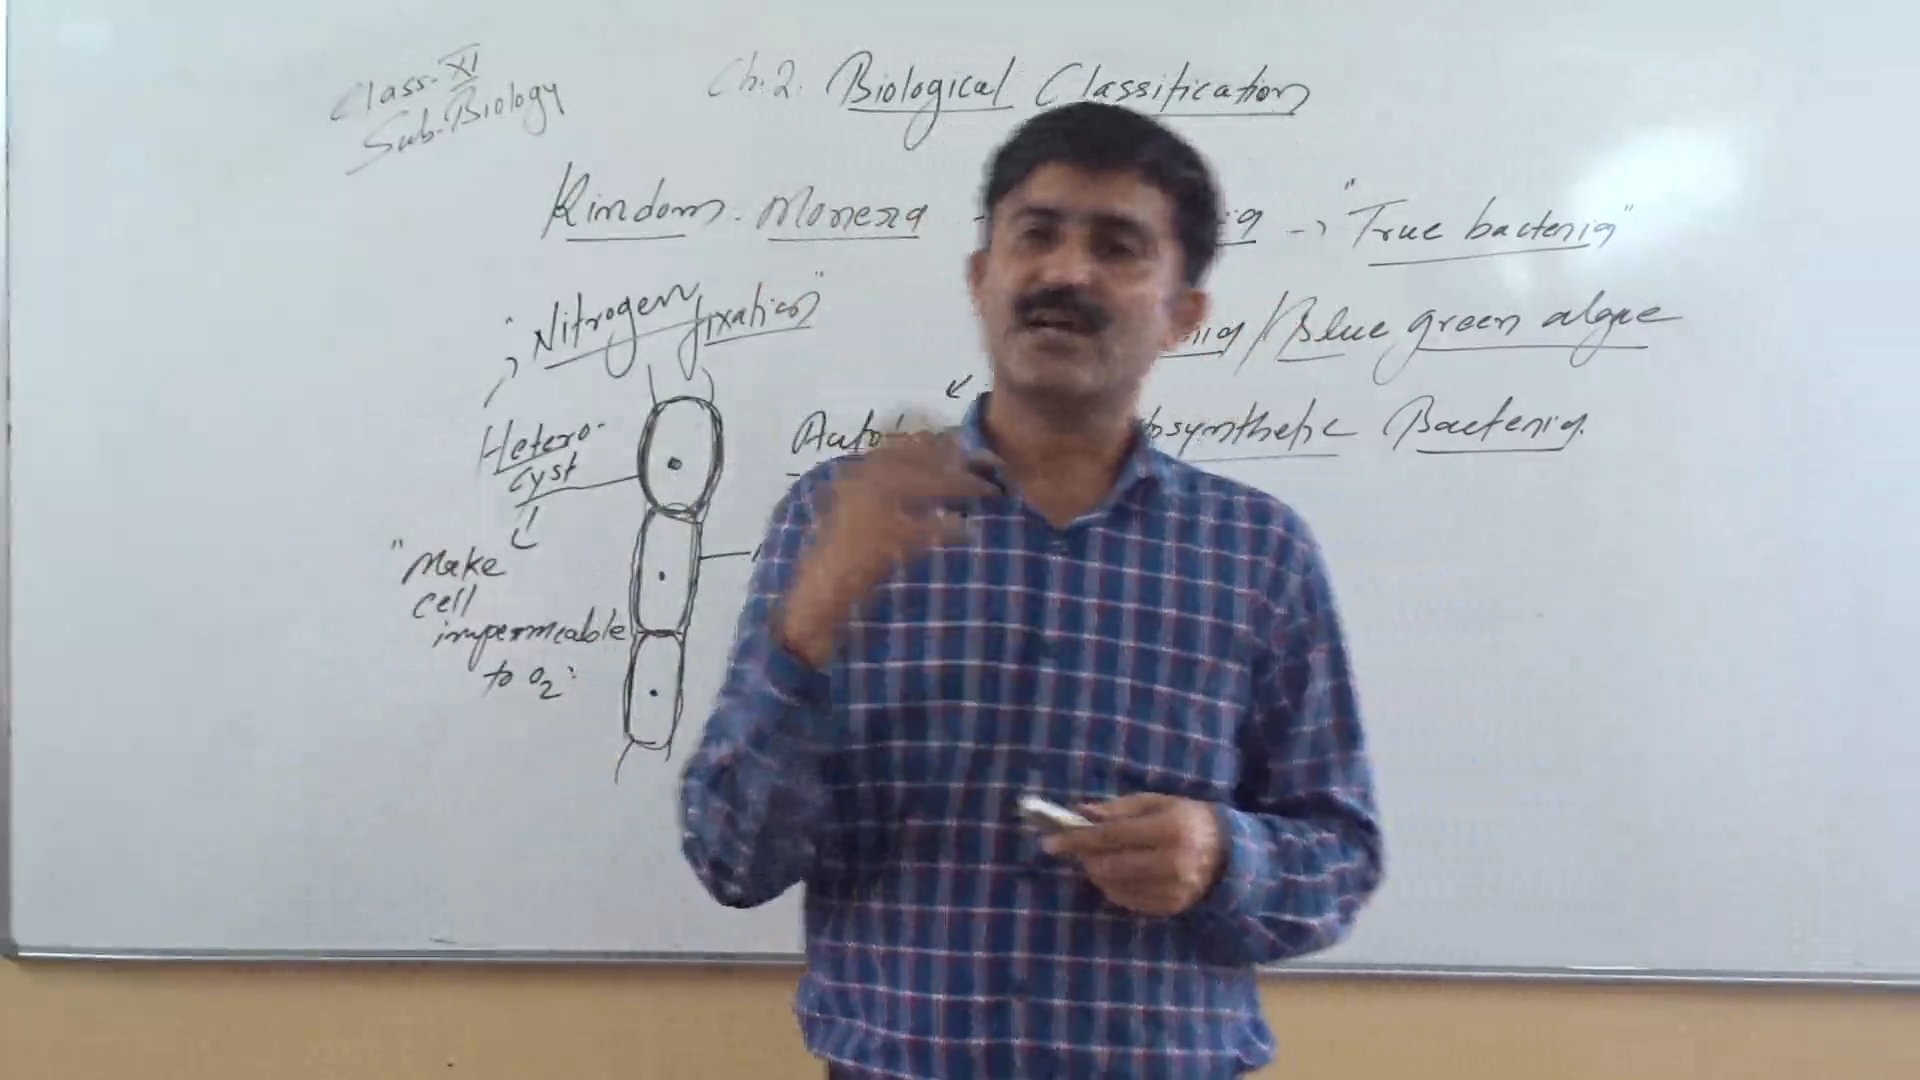 Class-XI
Sub-Biology
Ch.2. Biological Classification
Kindom. Monera - → "True bacteria"
"Nitrogen fixation"
/Blue green algae
Hetero-
cyst
Bacteria.
"Make
cell
impermeable
to O2"